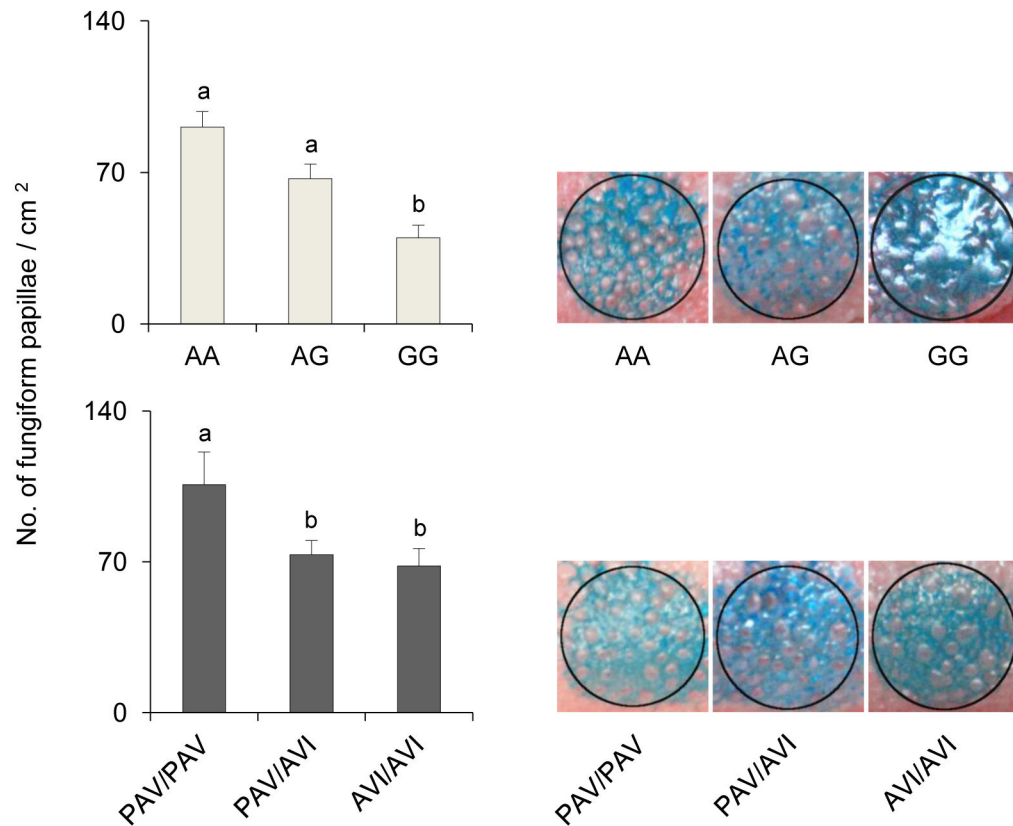 No. of fungiform papillae / cm 2
140
70
0
a
a
b
AA
AG
GG
AA
AG
GG
140
70
0
a
b
b
PAV/PAV
PAV/AVI
AVI/AVI
PAV/PAV
PAV/AVI
AVI/AVI